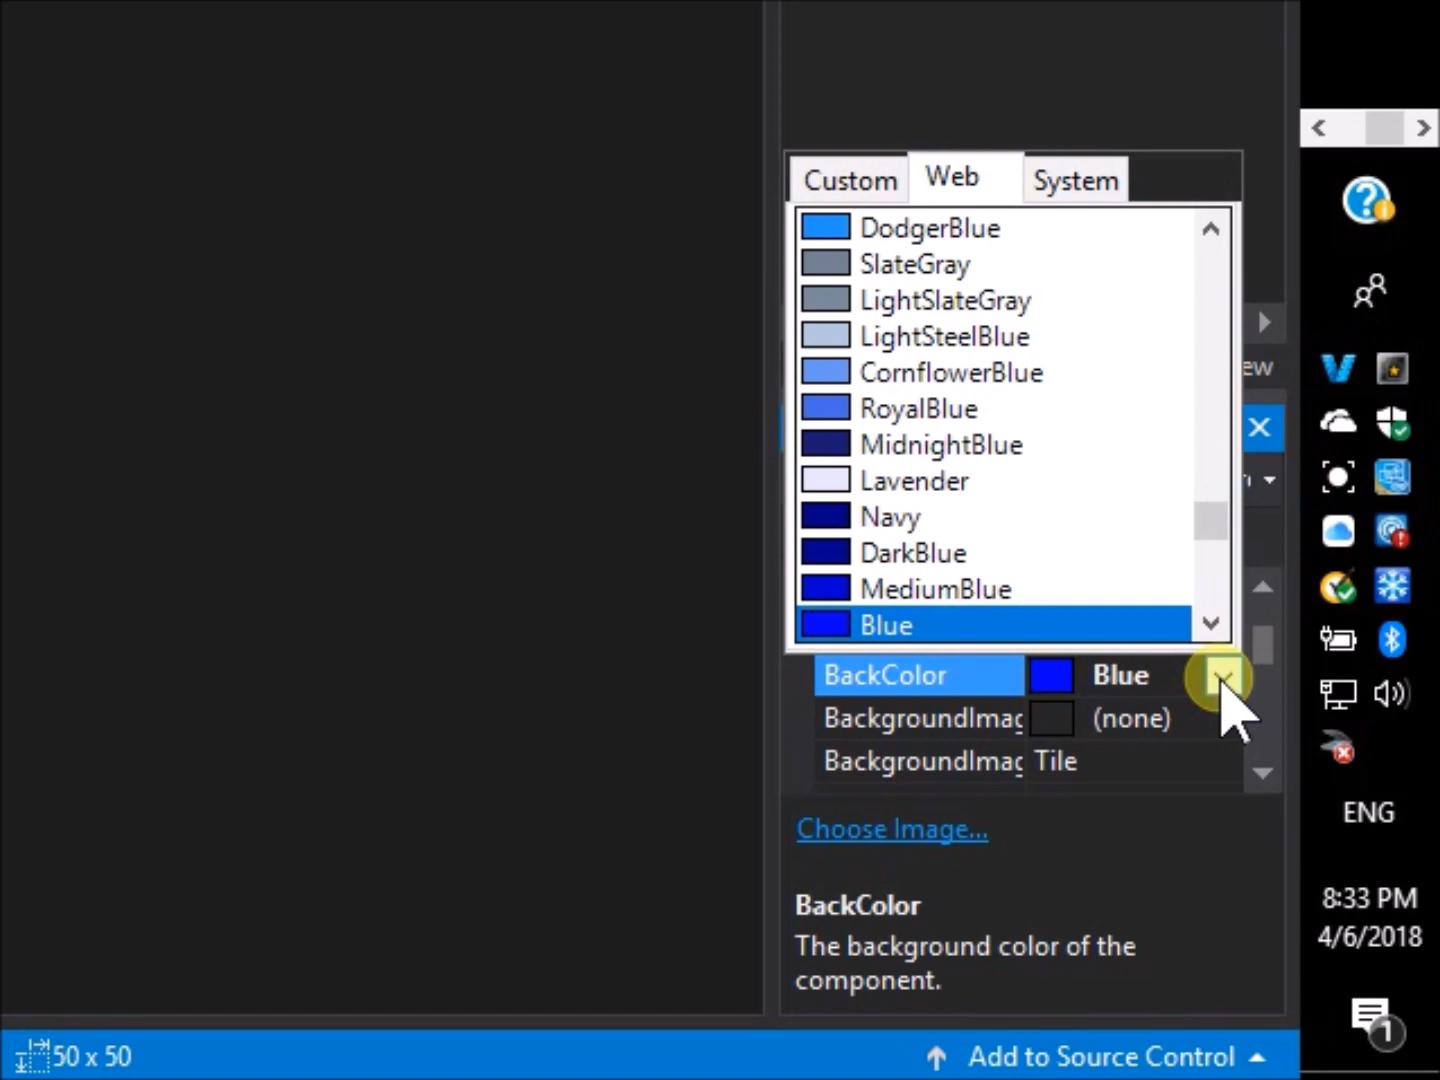 Custom
Web
System
DodgerBlue
SlateGray
LightSlateGray
LightSteelBlue
CornflowerBlue
RoyalBlue
MidnightBlue
Lavender
Navy
DarkBlue
MediumBlue
Blue
ew
BackColor
Blue
BackgroundImag
(none)
BackgroundImag
Tile
Choose Image...
BackColor
The background color of the
component.
50 x 50
Add to Source Control
ENG
8:33 PM
4/6/2018
1